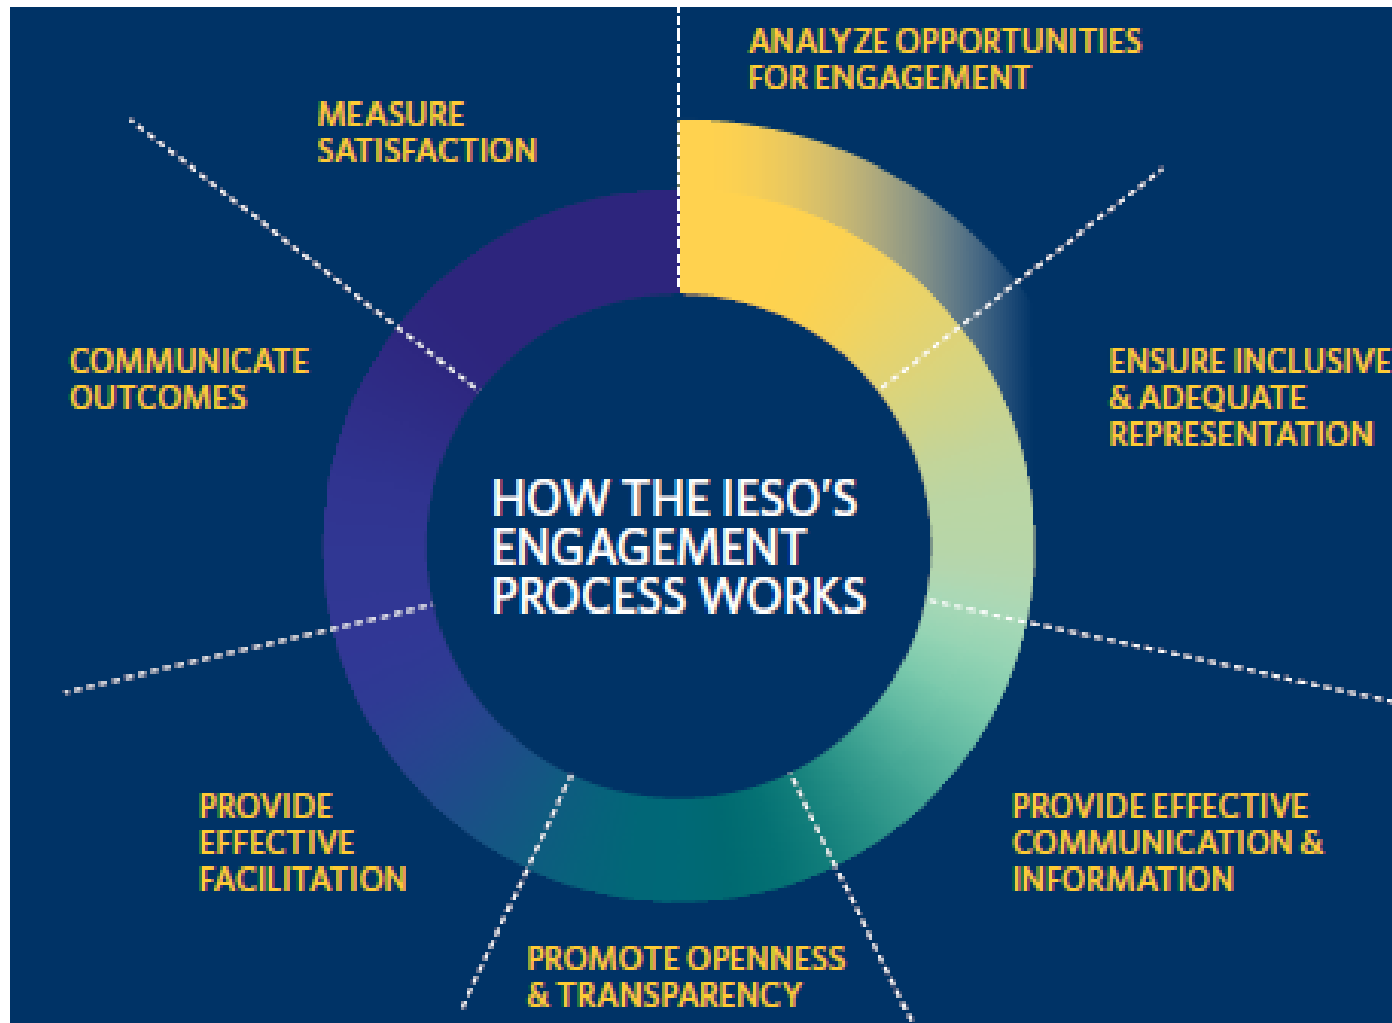 ANALYZE OPPORTUNITIES
FOR ENGAGEMENT
MEASURE
SATISFACTION
COMMUNICATE
OUTCOMES
ENSURE INCLUSIVE
& ADEQUATE
REPRESENTATION
HOW THE IESO'S
ENGAGEMENT
PROCESS WORKS
PROVIDE
EFFECTIVE
FACILITATION
PROVIDE EFFECTIVE
COMMUNICATION &
INFORMATION
PROMOTE OPENNESS
& TRANSPARENCY